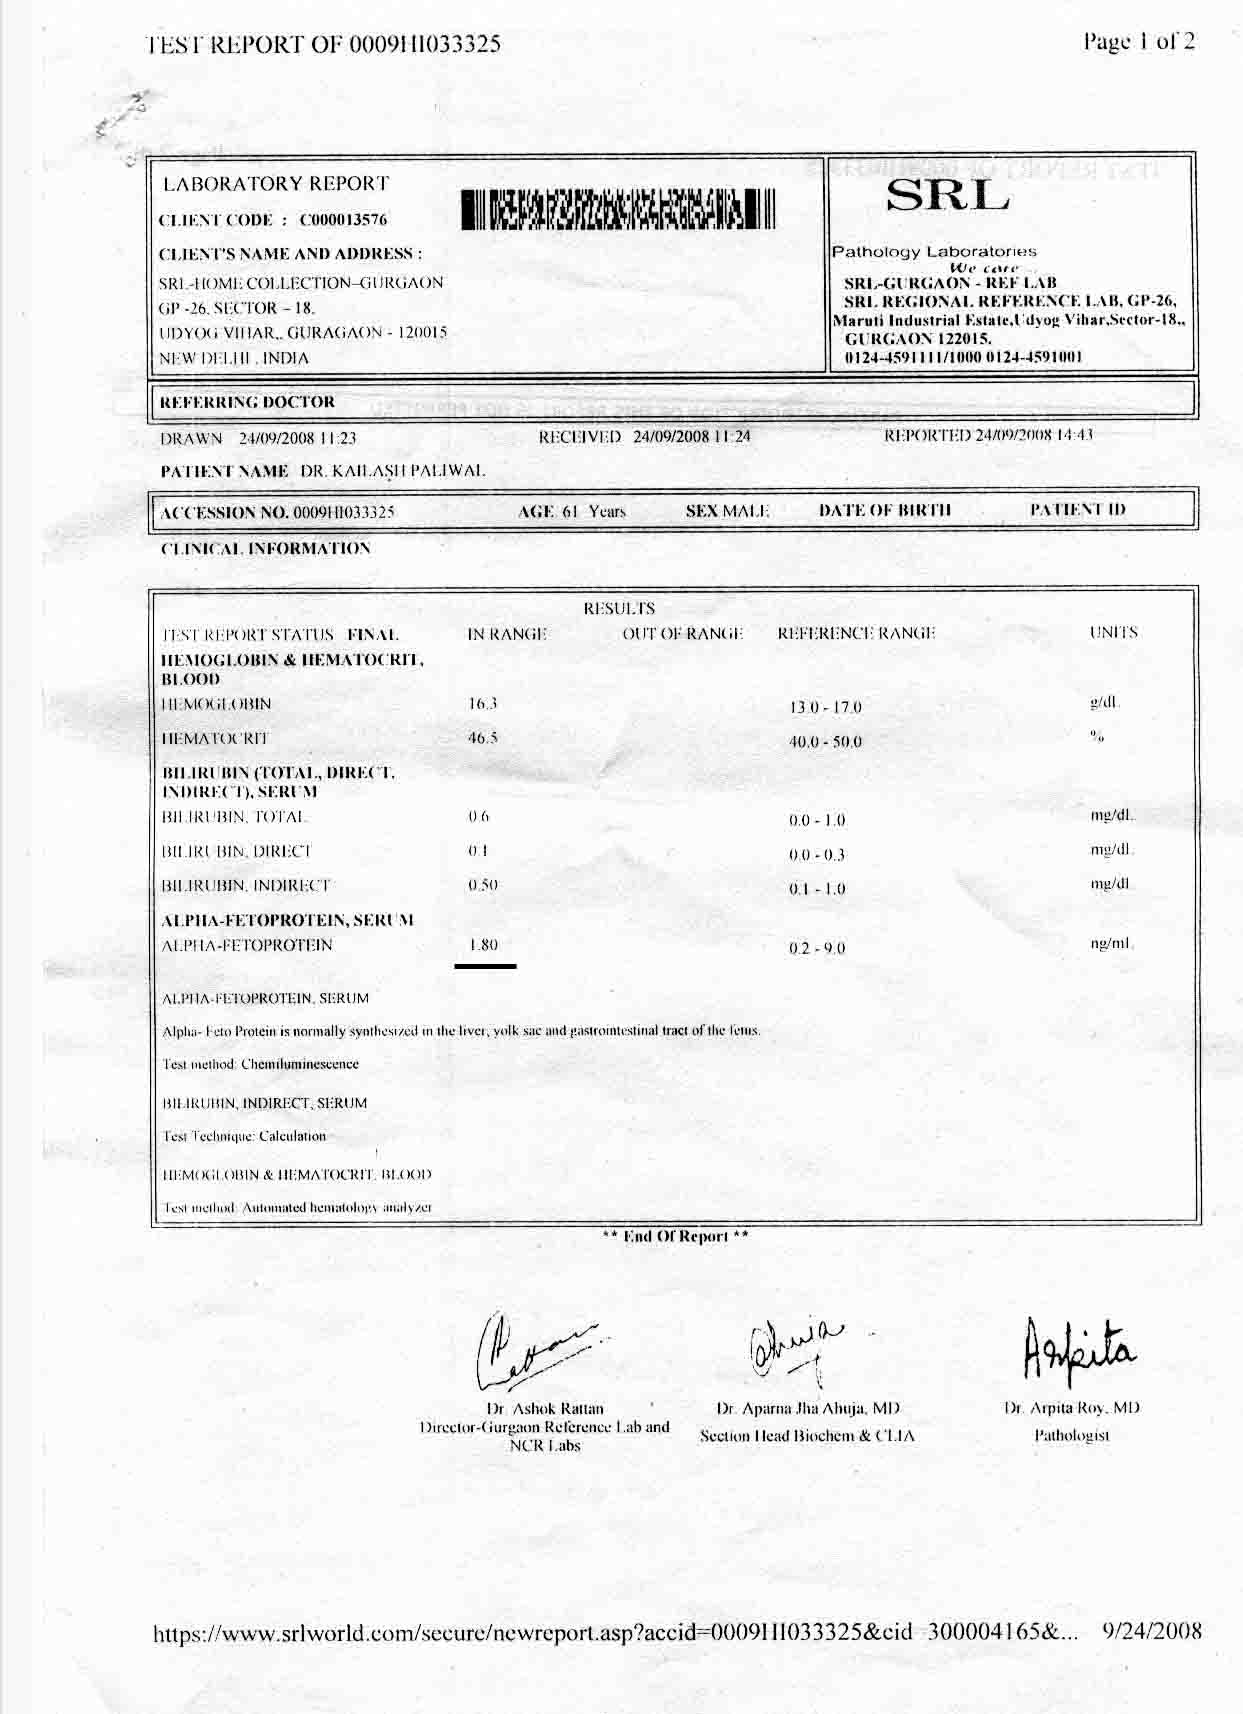 TEST REPORT OF 0009HI033325
Page 1 of 2
LABORATORY REPORT
CLIENT CODE : C000013576
CLIENT'S NAME AND ADDRESS :
SRL-HOME COLLECTION–GURGAON
GP -26, SECTOR – 18,
UDYOG VIHAR,, GURAGAON - 120015
NEW DELHI , INDIA
SRL
Pathology Laboratories
We care ...
SRL-GURGAON - REF LAB
SRL REGIONAL REFERENCE LAB, GP-26,
Maruti Industrial Estate,Udyog Vihar,Sector-18,,
GURGAON 122015,
0124-4591111/1000 0124-4591001
REFERRING DOCTOR
DRAWN 24/09/2008 11:23 RECEIVED 24/09/2008 11:24 REPORTED 24/09/2008 14:43
PATIENT NAME DR. KAILASH PALIWAL
ACCESSION NO. 0009HI033325 AGE 61 Years SEX MALE DATE OF BIRTH PATIENT ID
CLINICAL INFORMATION
RESULTS
TEST REPORT STATUS FINAL IN RANGE OUT OF RANGE REFERENCE RANGE UNITS
HEMOGLOBIN & HEMATOCRIT,
BLOOD
HEMOGLOBIN 16.3 13.0 - 17.0 g/dL
HEMATOCRIT 46.5 40.0 - 50.0 %
BILIRUBIN (TOTAL, DIRECT,
INDIRECT), SERUM
BILIRUBIN, TOTAL 0.6 0.0 - 1.0 mg/dL
BILIRUBIN, DIRECT 0.1 0.0 - 0.3 mg/dL
BILIRUBIN, INDIRECT 0.50 0.1 - 1.0 mg/dL
ALPHA-FETOPROTEIN, SERUM
ALPHA-FETOPROTEIN 1.80 0.2 - 9.0 ng/mL
ALPHA-FETOPROTEIN, SERUM
Alpha- Feto Protein is normally synthesized in the liver, yolk sac and gastrointestinal tract of the fetus.
Test method: Chemiluminescence
BILIRUBIN, INDIRECT, SERUM
Test Technique: Calculation
HEMOGLOBIN & HEMATOCRIT, BLOOD
Test method: Automated hematology analyzer
** End Of Report **
Arpita
Dr. Ashok Rattan
Director-Gurgaon Reference Lab and
NCR Labs
Dr. Aparna Jha Ahuja, MD
Section Head Biochem & CLIA
Dr. Arpita Roy, MD
Pathologist
https://www.srlworld.com/secure/newreport.asp?accid=0009HI033325&cid=300004165&... 9/24/2008